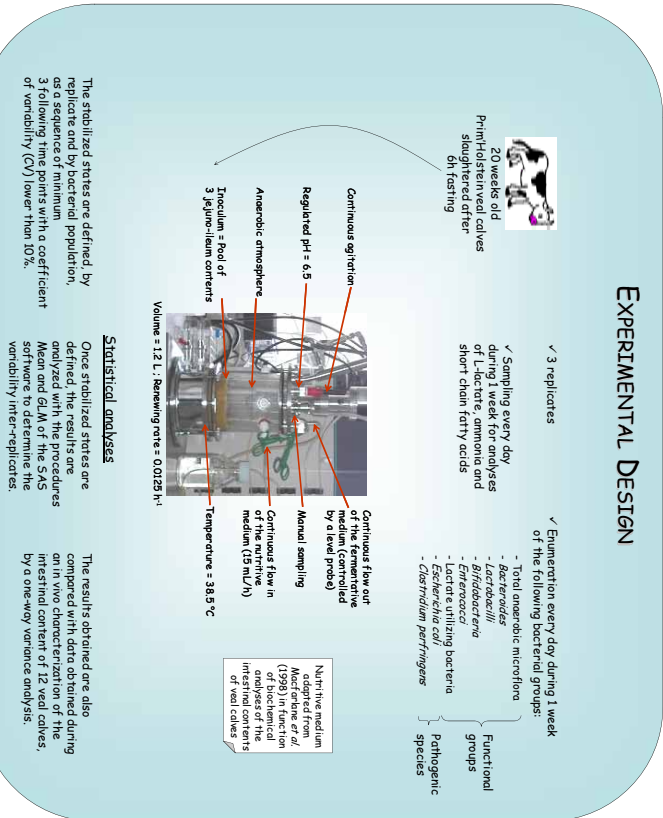 EXPERIMENTAL DESIGN
20 weeks old
Prim'Holstein veal calves
slaughtered after
6h fasting
✓ 3 replicates
✓ Sampling every day
during 1 week for analyses
of L-lactate, ammonia and
short chain fatty acids
✓ Enumeration every day during 1 week
of the following bacterial groups:
- Total anaerobic microflora
- Bacteroides
- Lactobacilli
- Bifidobacteria
- Enterococci
- Lactate utilizing bacteria
- Escherichia coli
- Clostridium perfringens
Functional
groups
Pathogenic
species
Continuous agitation
Regulated pH = 6.5
Anaerobic atmosphere
Inoculum = Pool of
3 jejuno-ileum contents
Continuous flow out
of the fermentative
medium (controlled
by a level probe)
Manual sampling
Continuous flow in
of the nutritive
medium (15 mL/h)
Temperature = 38.5 °C
Volume = 1.2 L ; Renewing rate = 0.0125 h-1
Nutritive medium
adapted from
Macfarlane et al.
(1998) in function
of biochemical
analyses of the
intestinal contents
of veal calves
Statistical analyses
The stabilized states are defined, by
replicate and by bacterial population,
as a sequence of minimum
3 following time points with a coefficient
of variability (CV) lower than 10%.
Once stabilized states are
defined, the results are
analyzed with the procedures
Mean and GLM of the SAS
software to determine the
variability inter-replicates.
The results obtained are also
compared with data obtained during
an in vivo characterization of the
intestinal content of 12 veal calves,
by a one-way variance analysis.